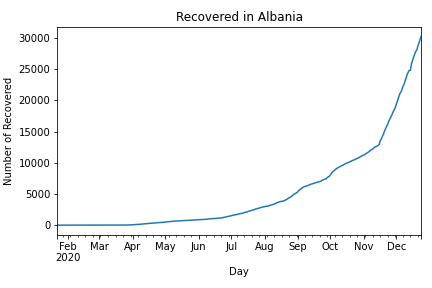 Recovered in Albania
Number of Recovered
30000
25000
20000
15000
10000
5000
0
Feb Mar Apr May Jun Jul Aug Sep Oct Nov Dec
2020
Day